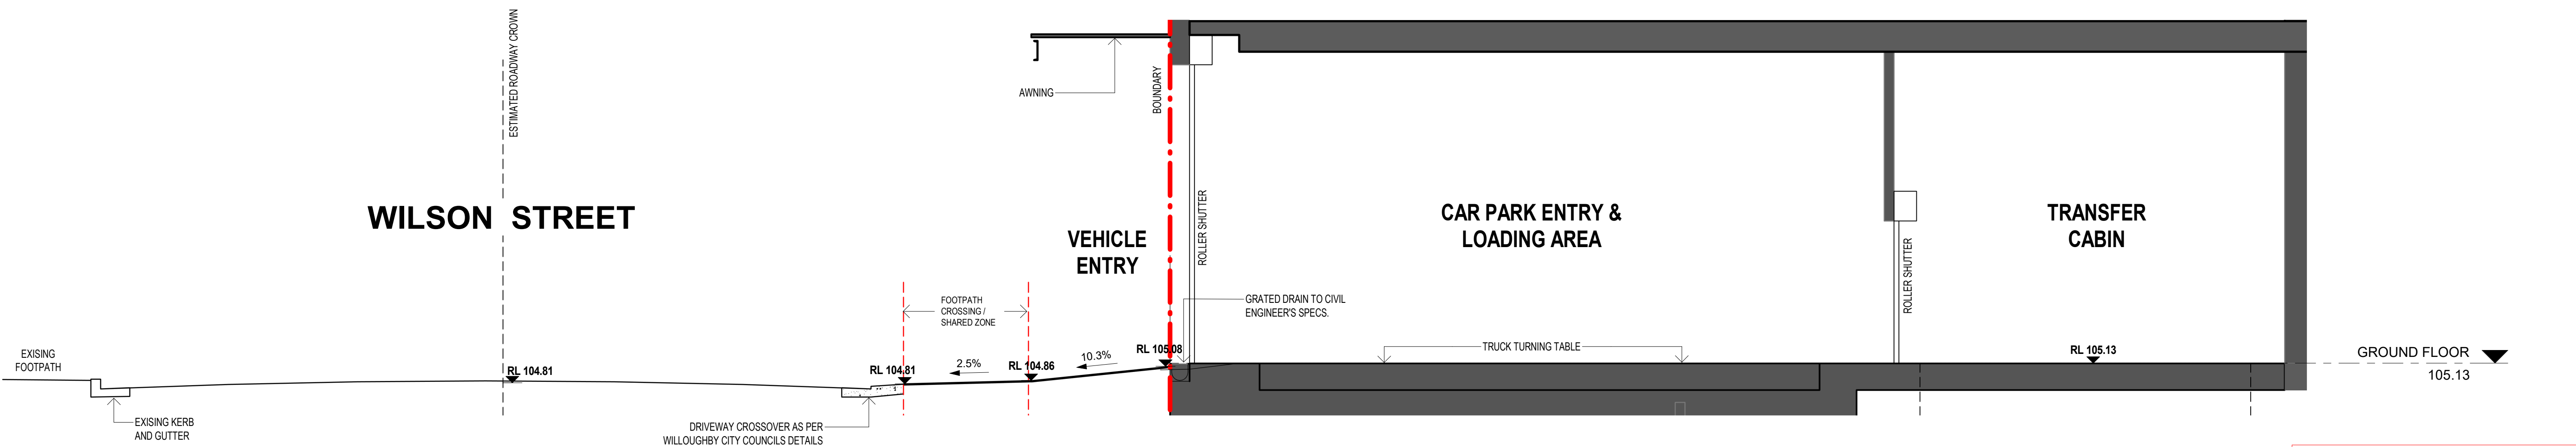 ESTIMATED ROADWAY CROWN
WILSON STREET
AWNING
BOUNDARY
ROLLER SHUTTER
VEHICLE
ENTRY
CAR PARK ENTRY &
LOADING AREA
ROLLER SHUTTER
TRANSFER
CABIN
FOOTPATH
CROSSING /
SHARED ZONE
GRATED DRAIN TO CIVIL
ENGINEER'S SPECS.
EXISING
FOOTPATH
RL 104.81
RL 104.81
2.5%
RL 104.86
10.3%
RL 105.08
TRUCK TURNING TABLE
RL 105.13
GROUND FLOOR
105.13
EXISING KERB
AND GUTTER
DRIVEWAY CROSSOVER AS PER
WILLOUGHBY CITY COUNCILS DETAILS